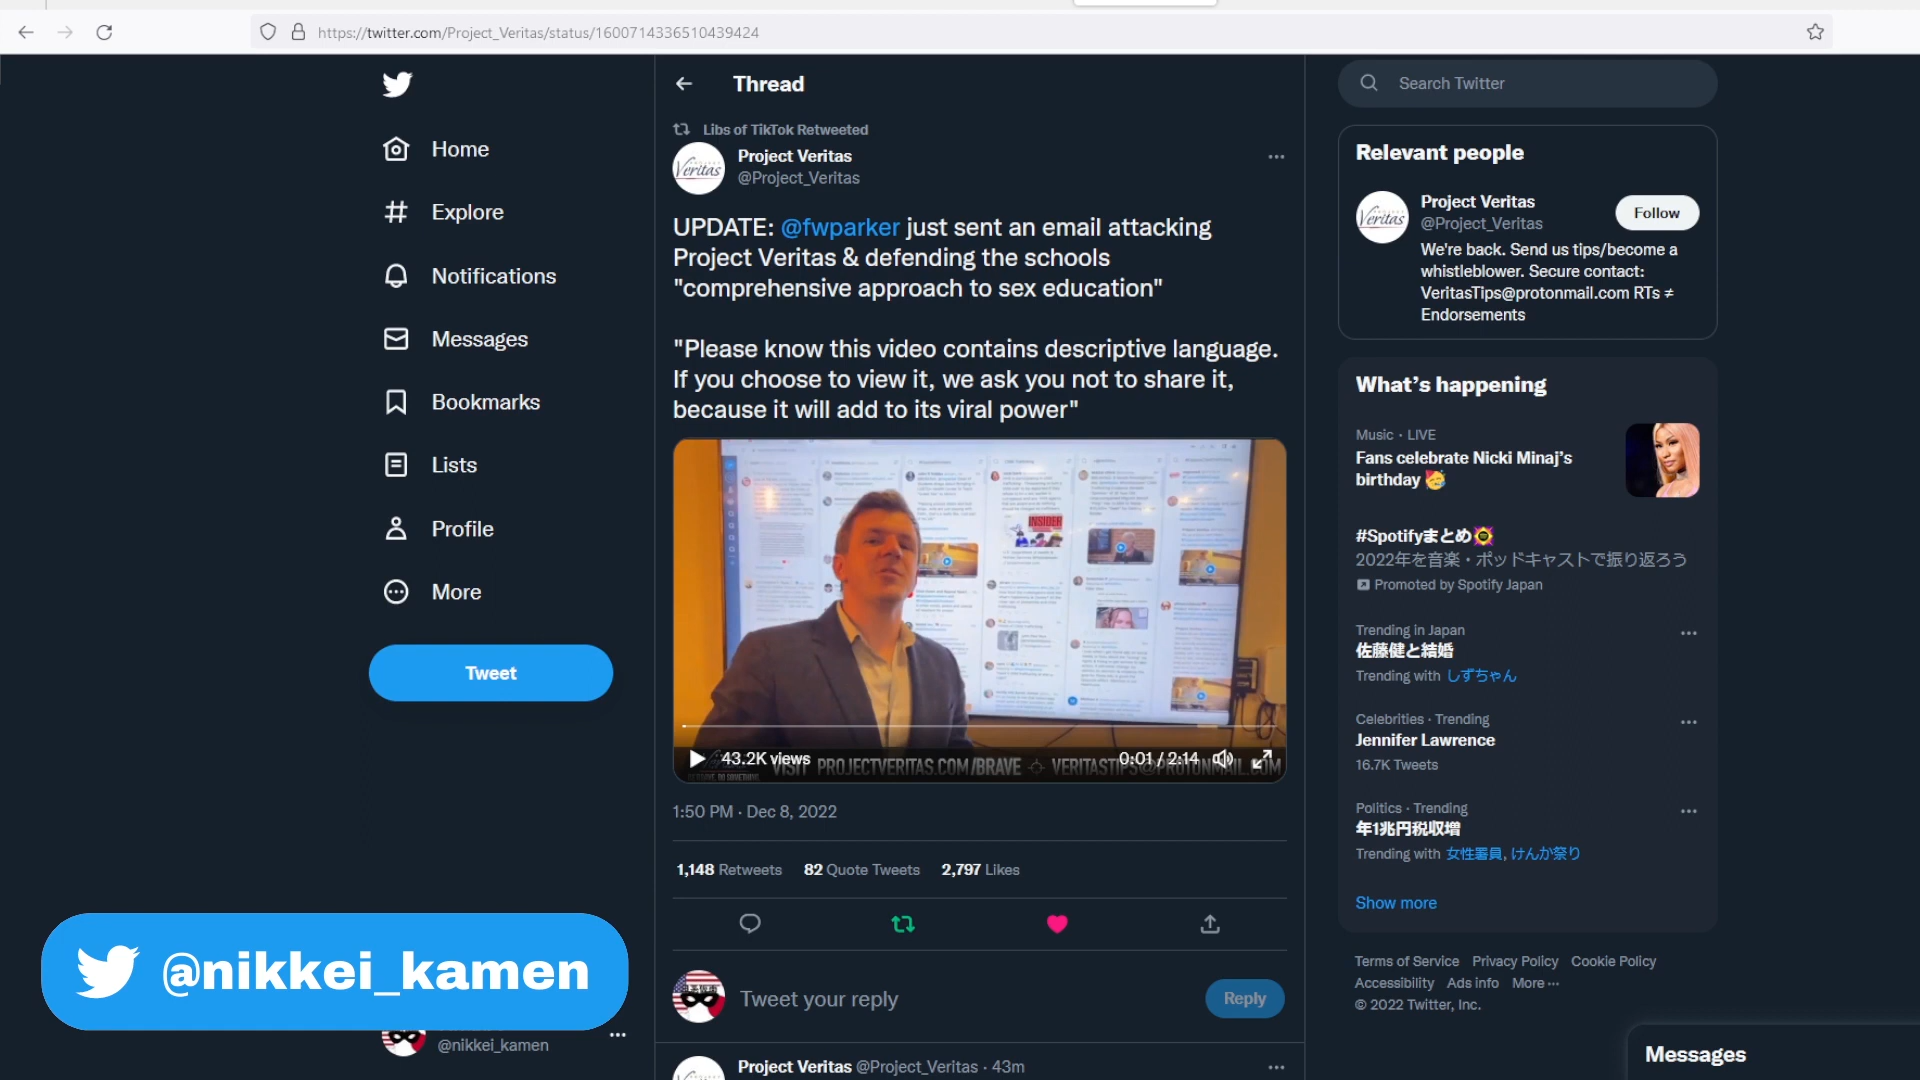 https://twitter.com/Project_Veritas/status/1600714336510439424
Home
Explore
Notifications
Messages
Bookmarks
Lists
Profile
More
Tweet
@nikkei_kamen
@nikkei_kamen
Thread
Libs of TikTok Retweeted
Project Veritas
@Project_Veritas
Veritas
UPDATE: @fwparker just sent an email attacking
Project Veritas & defending the schools
"comprehensive approach to sex education"
"Please know this video contains descriptive language.
If you choose to view it, we ask you not to share it,
because it will add to its viral power"
INSIDER
43.2K views
0:01 / 2:14
VISIT PROJECTVERITAS.COM/BRAVE VERITASTIPS@PROTONMAIL.COM
1:50 PM · Dec 8, 2022
1,148 Retweets 82 Quote Tweets 2,797 Likes
Tweet your reply
Reply
Project Veritas @Project_Veritas · 43m
Search Twitter
Relevant people
Veritas
Project Veritas
@Project_Veritas
Follow
We're back. Send us tips/become a
whistleblower. Secure contact:
VeritasTips@protonmail.com RTs ≠
Endorsements
What's happening
Music · LIVE
Fans celebrate Nicki Minaj's
birthday 🥳
#Spotifyまとめ
2022年を音楽・ポッドキャストで振り返ろう
Promoted by Spotify Japan
Trending in Japan
佐藤健と結婚
Trending with しずちゃん
Celebrities · Trending
Jennifer Lawrence
16.7K Tweets
Politics · Trending
年1兆円税収増
Trending with 女性署員, けんか祭り
Show more
Terms of Service Privacy Policy Cookie Policy
Accessibility Ads info More ···
© 2022 Twitter, Inc.
Messages